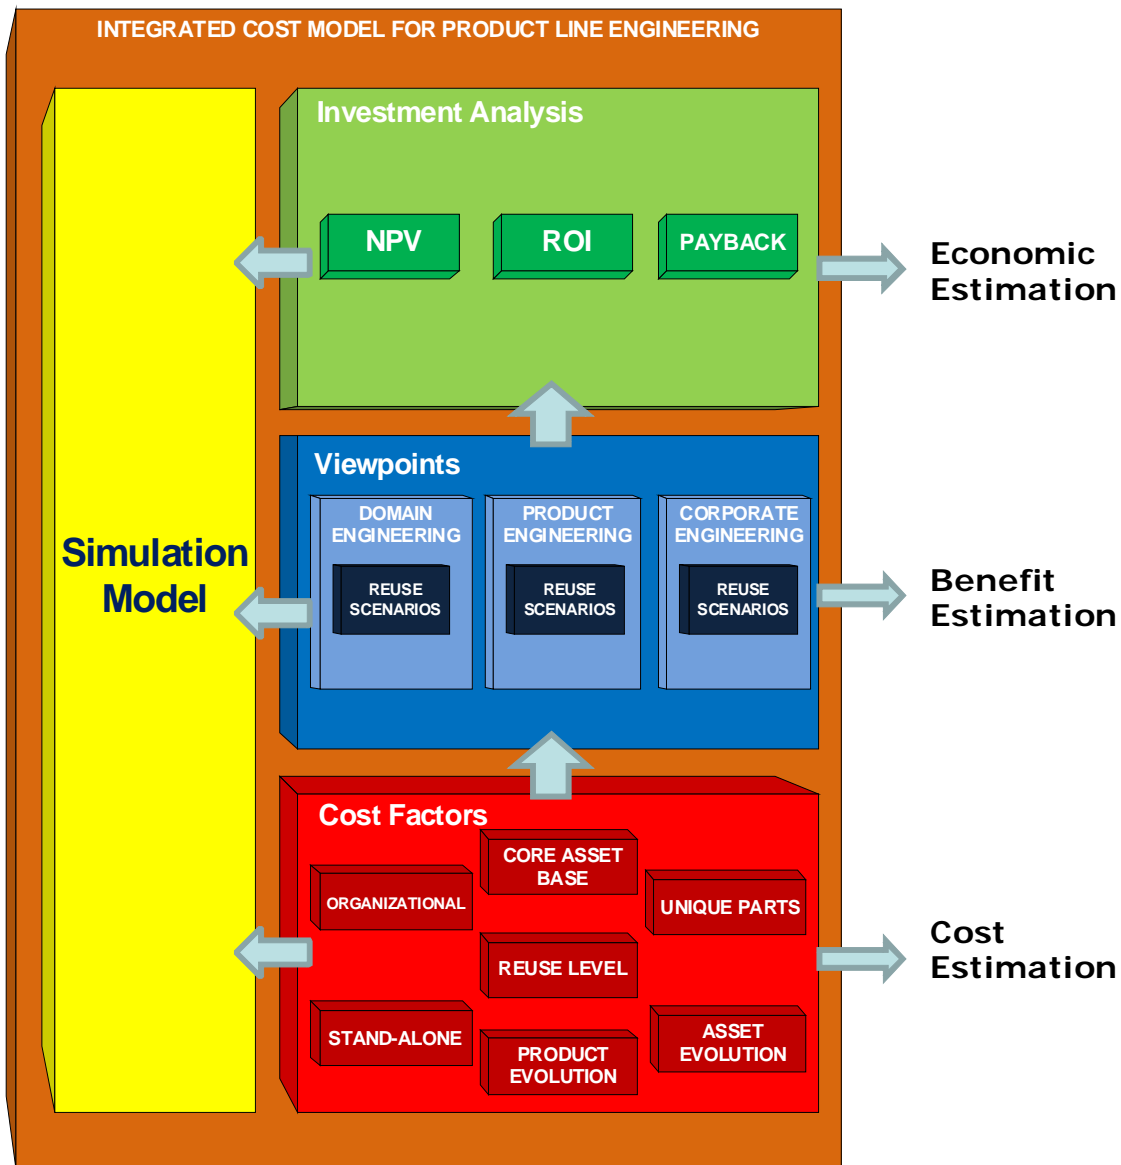 INTEGRATED COST MODEL FOR PRODUCT LINE ENGINEERING
Investment Analysis
NPV
ROI
PAYBACK
Economic
Estimation
Viewpoints
DOMAIN
ENGINEERING
REUSE
SCENARIOS
PRODUCT
ENGINEERING
REUSE
SCENARIOS
CORPORATE
ENGINEERING
REUSE
SCENARIOS
Simulation
Model
Benefit
Estimation
Cost Factors
CORE ASSET
BASE
ORGANIZATIONAL
UNIQUE PARTS
REUSE LEVEL
STAND-ALONE
PRODUCT
EVOLUTION
ASSET
EVOLUTION
Cost
Estimation